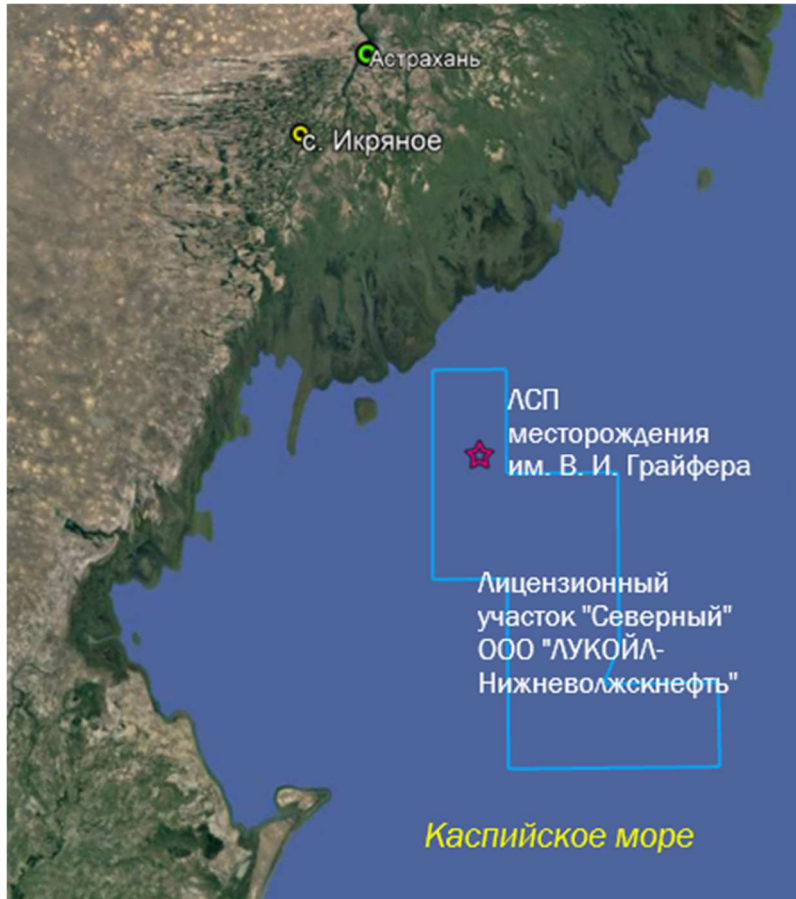 Астрахань
с. Икряное
ЛСП
месторождения
им. В. И. Грайфера
Лицензионный
участок "Северный"
ООО "ЛУКОЙЛ-
Нижневолжскнефть"
Каспийское море